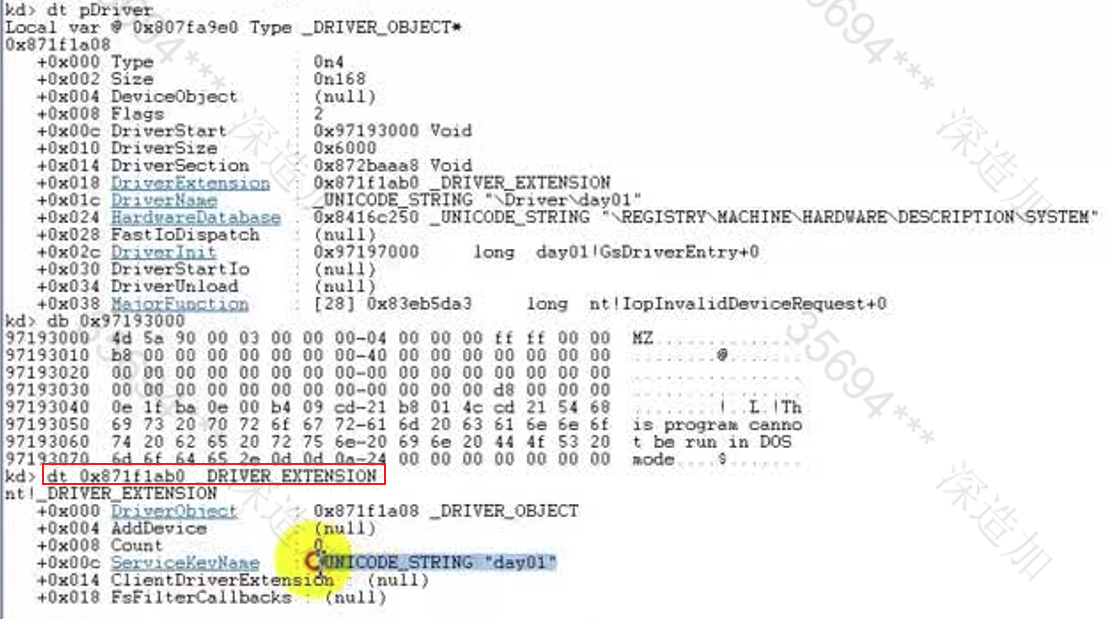 kd> dt pDriver
Local var @ 0x807fa9e0 Type _DRIVER_OBJECT*
0x871f1a08
+0x000 Type : 0n4
+0x002 Size : 0n168
+0x004 DeviceObject : (null)
+0x008 Flags : 2
+0x00c DriverStart : 0x97193000 Void
+0x010 DriverSize : 0x6000
+0x014 DriverSection : 0x872baaa8 Void
+0x018 DriverExtension : 0x871f1ab0 _DRIVER_EXTENSION
+0x01c DriverName : _UNICODE_STRING "\Driver\day01"
+0x024 HardwareDatabase : 0x8416c250 _UNICODE_STRING "\REGISTRY\MACHINE\HARDWARE\DESCRIPTION\SYSTEM"
+0x028 FastIoDispatch : (null)
+0x02c DriverInit : 0x97197000 long day01!GsDriverEntry+0
+0x030 DriverStartIo : (null)
+0x034 DriverUnload : (null)
+0x038 MajorFunction : [28] 0x83eb5da3 long nt!IopInvalidDeviceRequest+0
kd> db 0x97193000
97193000 4d 5a 90 00 03 00 00 00-04 00 00 00 ff ff 00 00 MZ..............
97193010 b8 00 00 00 00 00 00 00-40 00 00 00 00 00 00 00 ........@.......
97193020 00 00 00 00 00 00 00 00-00 00 00 00 00 00 00 00 ................
97193030 00 00 00 00 00 00 00 00-00 00 00 00 d8 00 00 00 ................
97193040 0e 1f ba 0e 00 b4 09 cd-21 b8 01 4c cd 21 54 68 ........!..L.!Th
97193050 69 73 20 70 72 6f 67 72-61 6d 20 63 61 6e 6e 6f is program canno
97193060 74 20 62 65 20 72 75 6e-20 69 6e 20 44 4f 53 20 t be run in DOS
97193070 6d 6f 64 65 2e 0d 0d 0a-24 00 00 00 00 00 00 00 mode....$.......
kd> dt 0x871f1ab0 _DRIVER_EXTENSION
nt!_DRIVER_EXTENSION
+0x000 DriverObject : 0x871f1a08 _DRIVER_OBJECT
+0x004 AddDevice : (null)
+0x008 Count : 0
+0x00c ServiceKeyName : _UNICODE_STRING "day01"
+0x014 ClientDriverExtension : (null)
+0x018 FsFilterCallbacks : (null)
35694***
深造加
35694***
深造加
35694***
深造加